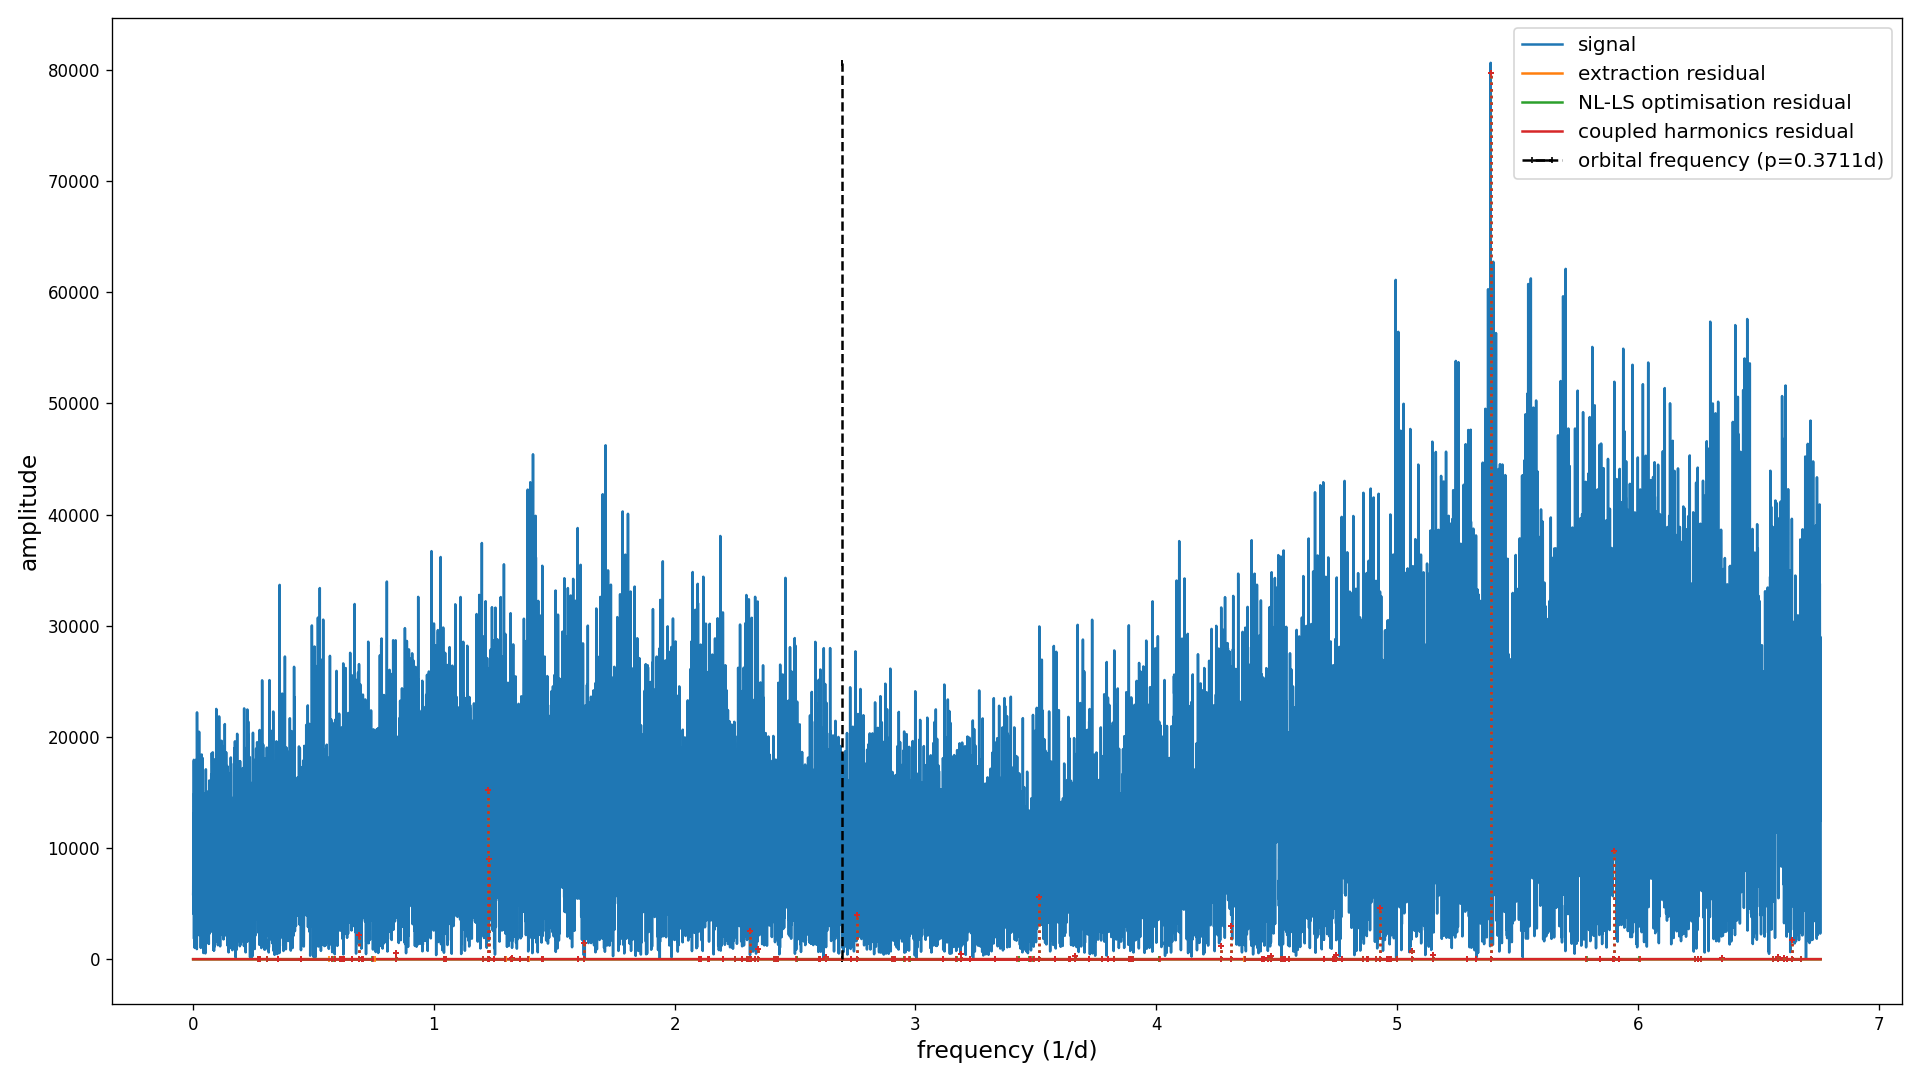 signal
extraction residual
NL-LS optimisation residual
coupled harmonics residual
orbital frequency (p=0.3711d)
80000
70000
60000
50000
40000
30000
20000
10000
0
amplitude
0 1 2 3 4 5 6 7
frequency (1/d)